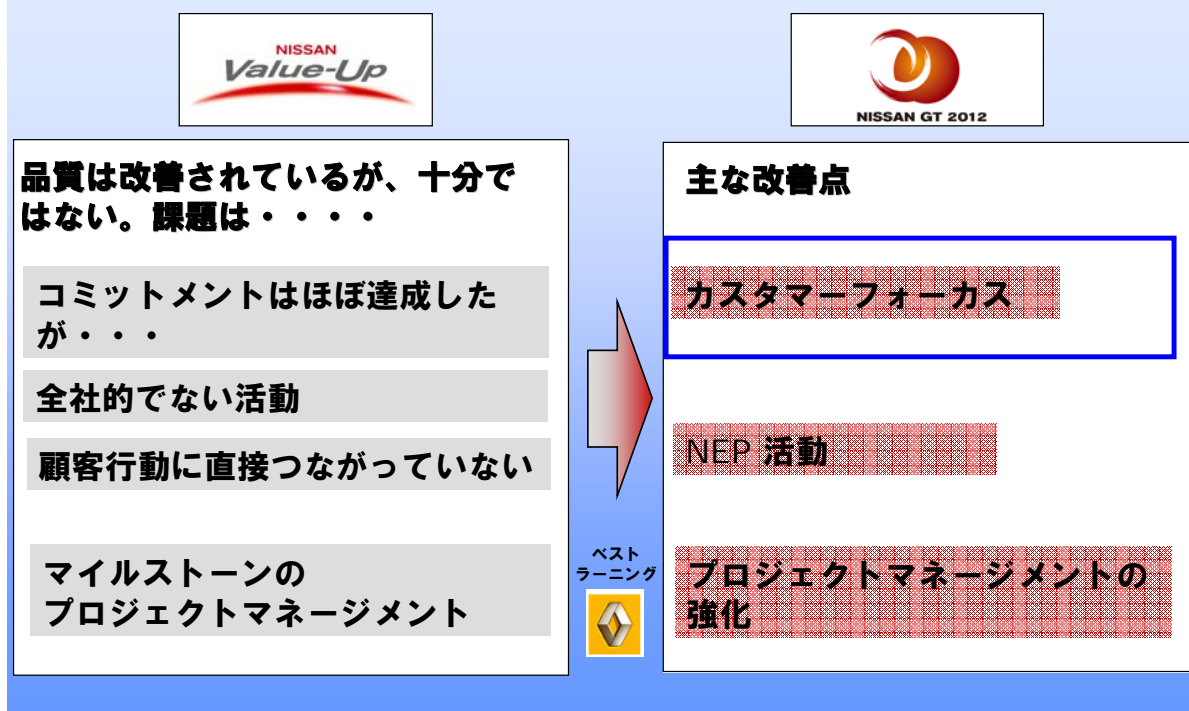 NISSAN
Value-Up
NISSAN GT 2012
品質は改善されているが、十分で
はない。課題は・・・・
コミットメントはほぼ達成した
が・・・
全社的でない活動
顧客行動に直接つながっていない
マイルストーンの
プロジェクトマネージメント
ベスト
ラーニング
主な改善点
カスタマーフォーカス
NEP 活動
プロジェクトマネージメントの
強化